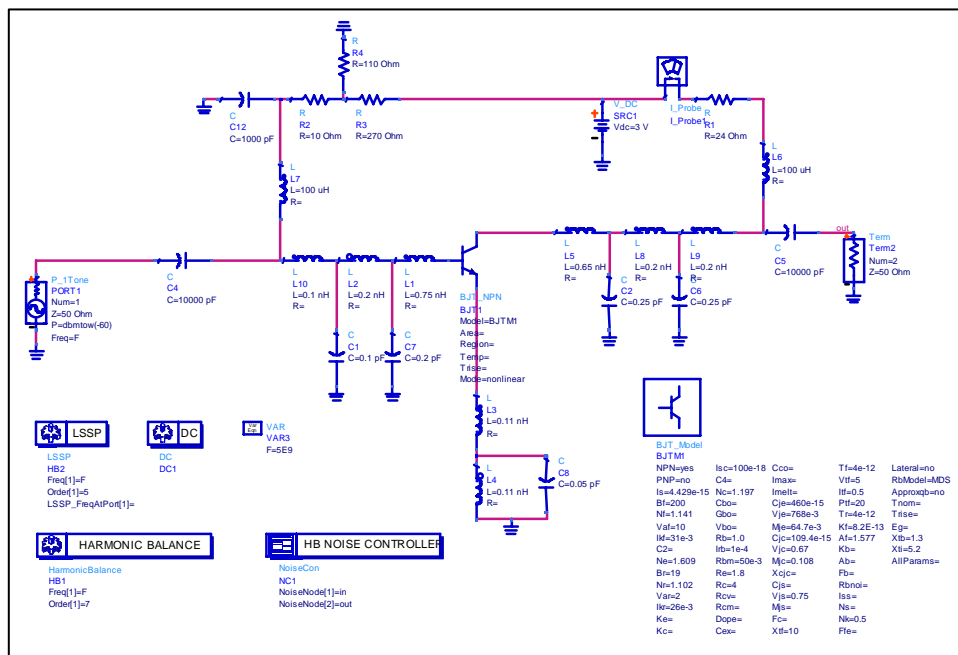 R
R4
R=110 Ohm
C
C12
C=1000 pF
R
R2
R=10 Ohm
R
R3
R=270 Ohm
V_DC
SRC1
Vdc=3 V
I_Probe
I_Probe1
R
R1
R=24 Ohm
L
L7
L=100 uH
R=
L
L6
L=100 uH
R=
P_1Tone
PORT1
Num=1
Z=50 Ohm
P=dbmtow(-60)
Freq=F
C
C4
C=10000 pF
L
L10
L=0.1 nH
R=
L
L2
L=0.2 nH
R=
L
L1
L=0.75 nH
R=
C
C1
C=0.1 pF
C
C7
C=0.2 pF
BJT_NPN
BJT1
Model=BJTM1
Area=
Region=
Temp=
Trise=
Mode=nonlinear
L
L5
L=0.65 nH
R=
L
L8
L=0.2 nH
R=
L
L9
L=0.2 nH
R=
C
C2
C=0.25 pF
C
C6
C=0.25 pF
C
C5
C=10000 pF
out
Term
Term2
Num=2
Z=50 Ohm
L
L3
L=0.11 nH
R=
L
L4
L=0.11 nH
R=
C
C8
C=0.05 pF
LSSP
LSSP
HB2
Freq[1]=F
Order[1]=5
LSSP_FreqAtPort[1]=
DC
DC
DC1
Var
Eqn
VAR
VAR3
F=5E9
HARMONIC BALANCE
HarmonicBalance
HB1
Freq[1]=F
Order[1]=7
HB NOISE CONTROLLER
NoiseCon
NC1
NoiseNode[1]=in
NoiseNode[2]=out
BJT_Model
BJTM1
NPN=yes Isc=100e-18 Cco= Tf=4e-12 Lateral=no
PNP=no C4= Imax= Vtf=5 RbModel=MDS
Is=4.429e-15 Nc=1.197 Imelt= Itf=0.5 Approxqb=no
Bf=200 Cbo= Cje=460e-15 Ptf=20 Tnom=
Nf=1.141 Gbo= Vje=768e-3 Tr=4e-12 Trise=
Vaf=10 Vbo= Mje=64.7e-3 Kf=8.2E-13 Eg=
Ikf=31e-3 Rb=1.0 Cjc=109.4e-15 Af=1.577 Xtb=1.3
C2= Irb=1e-4 Vjc=0.67 Kb= Xti=5.2
Ne=1.609 Rbm=50e-3 Mjc=0.108 Ab= AllParams=
Br=19 Re=1.8 Xcjc= Fb=
Nr=1.102 Rc=4 Cjs= Rbnoi=
Var=2 Rcv= Vjs=0.75 Iss=
Ikr=26e-3 Rcm= Mjs= Ns=
Ke= Dope= Fc= Nk=0.5
Kc= Cex= Xtf=10 Ffe=